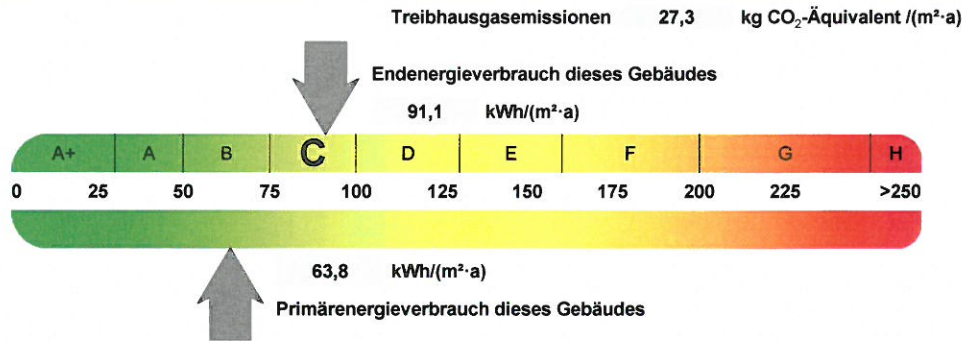 Treibhausgasemissionen 27,3 kg CO₂-Äquivalent /(m²·a)
Endenergieverbrauch dieses Gebäudes
91,1 kWh/(m²·a)
A+ A B C D E F G H
0 25 50 75 100 125 150 175 200 225 >250
63,8 kWh/(m²·a)
Primärenergieverbrauch dieses Gebäudes